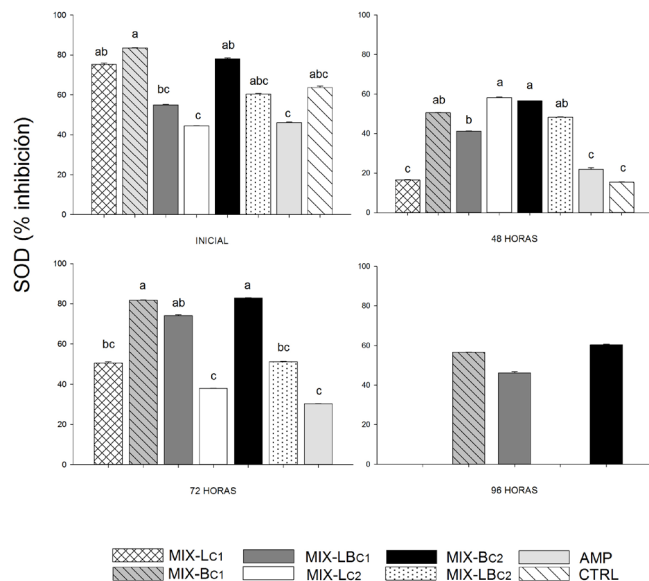 SOD (% inhibición)
80
60
40
20
0
ab
a
bc
c
ab
abc
c
abc
INICIAL
80
60
40
20
0
c
ab
b
a
a
ab
c
c
48 HORAS
100
80
60
40
20
0
bc
a
ab
c
a
bc
c
72 HORAS
100
80
60
40
20
0
96 HORAS
MIX-LC1
MIX-LBC1
MIX-BC2
AMP
MIX-BC1
MIX-LC2
MIX-LBC2
CTRL